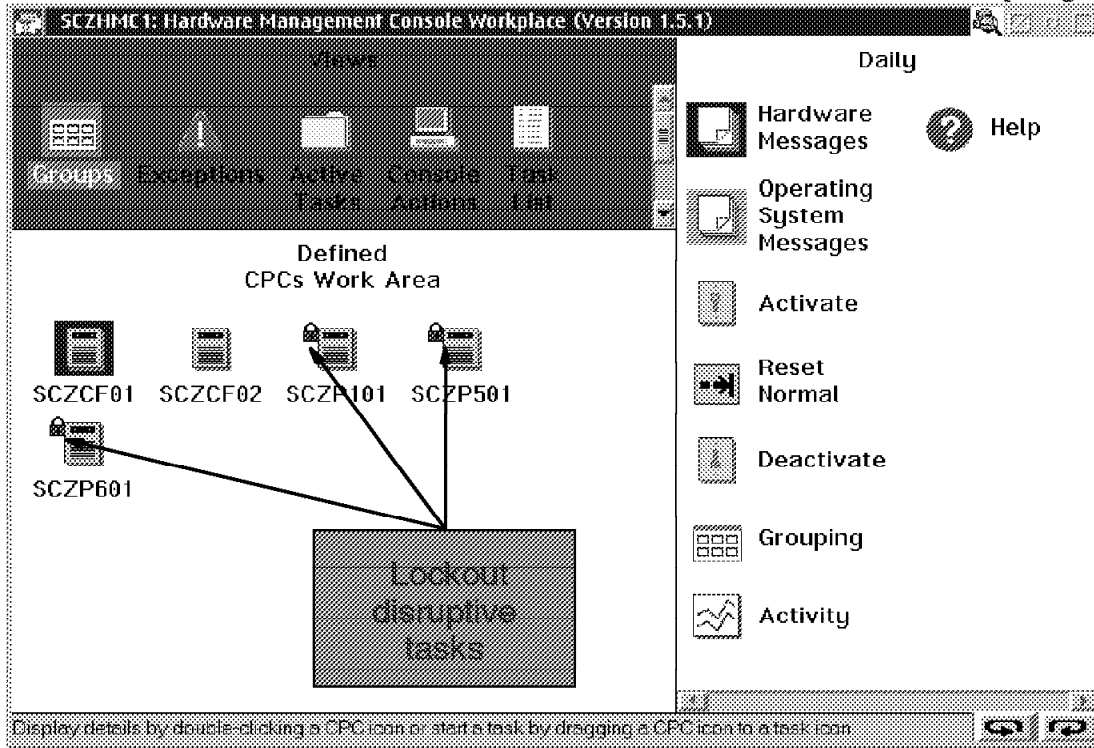 SCZHMC1: Hardware Management Console Workplace (Version 1.5.1)
Views
Groups
Exceptions
Active
Tasks
Console
Actions
Task
List
Defined
CPCs Work Area
SCZCF01
SCZCF02
SCZP101
SCZP501
SCZP601
Lockout
disruptive
tasks
Daily
Hardware
Messages
Help
Operating
System
Messages
Activate
Reset
Normal
Deactivate
Grouping
Activity
Display details by double-clicking a CPC icon or start a task by dragging a CPC icon to a task icon.